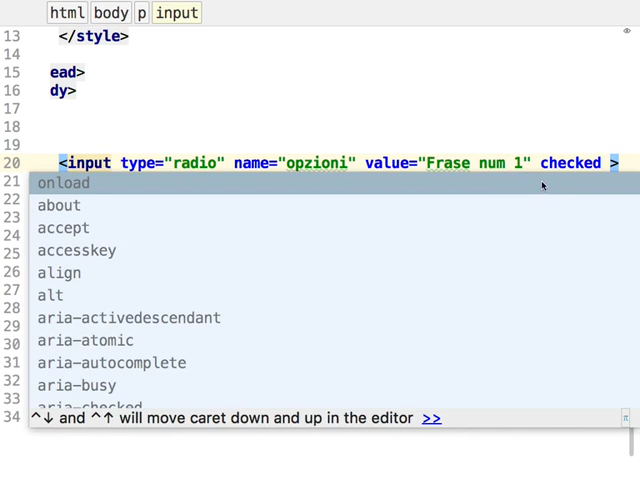 html body p input
13 </style>
14
15 ead>
16 dy>
17
18
19
20 <input type="radio" name="opzioni" value="Frase num 1" checked >
21 onload
22 about
23 accept
24 accesskey
25
26 align
27 alt
28 aria-activedescendant
29
30 aria-atomic
31 aria-autocomplete
32 aria-busy
33 aria-checked
34 ^↓ and ^↑ will move caret down and up in the editor >> π